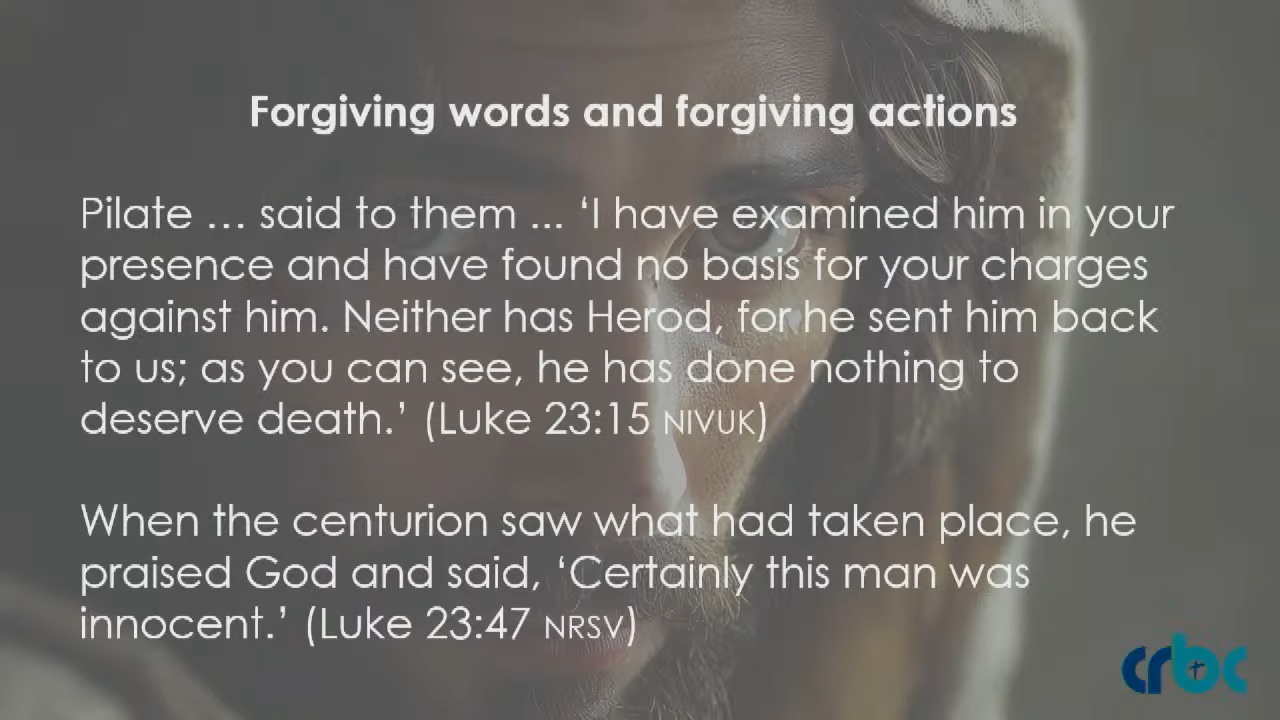 Forgiving words and forgiving actions
Pilate … said to them ... ‘I have examined him in your
presence and have found no basis for your charges
against him. Neither has Herod, for he sent him back
to us; as you can see, he has done nothing to
deserve death.’ (Luke 23:15 NIVUK)
When the centurion saw what had taken place, he
praised God and said, ‘Certainly this man was
innocent.’ (Luke 23:47 NRSV)
crbc